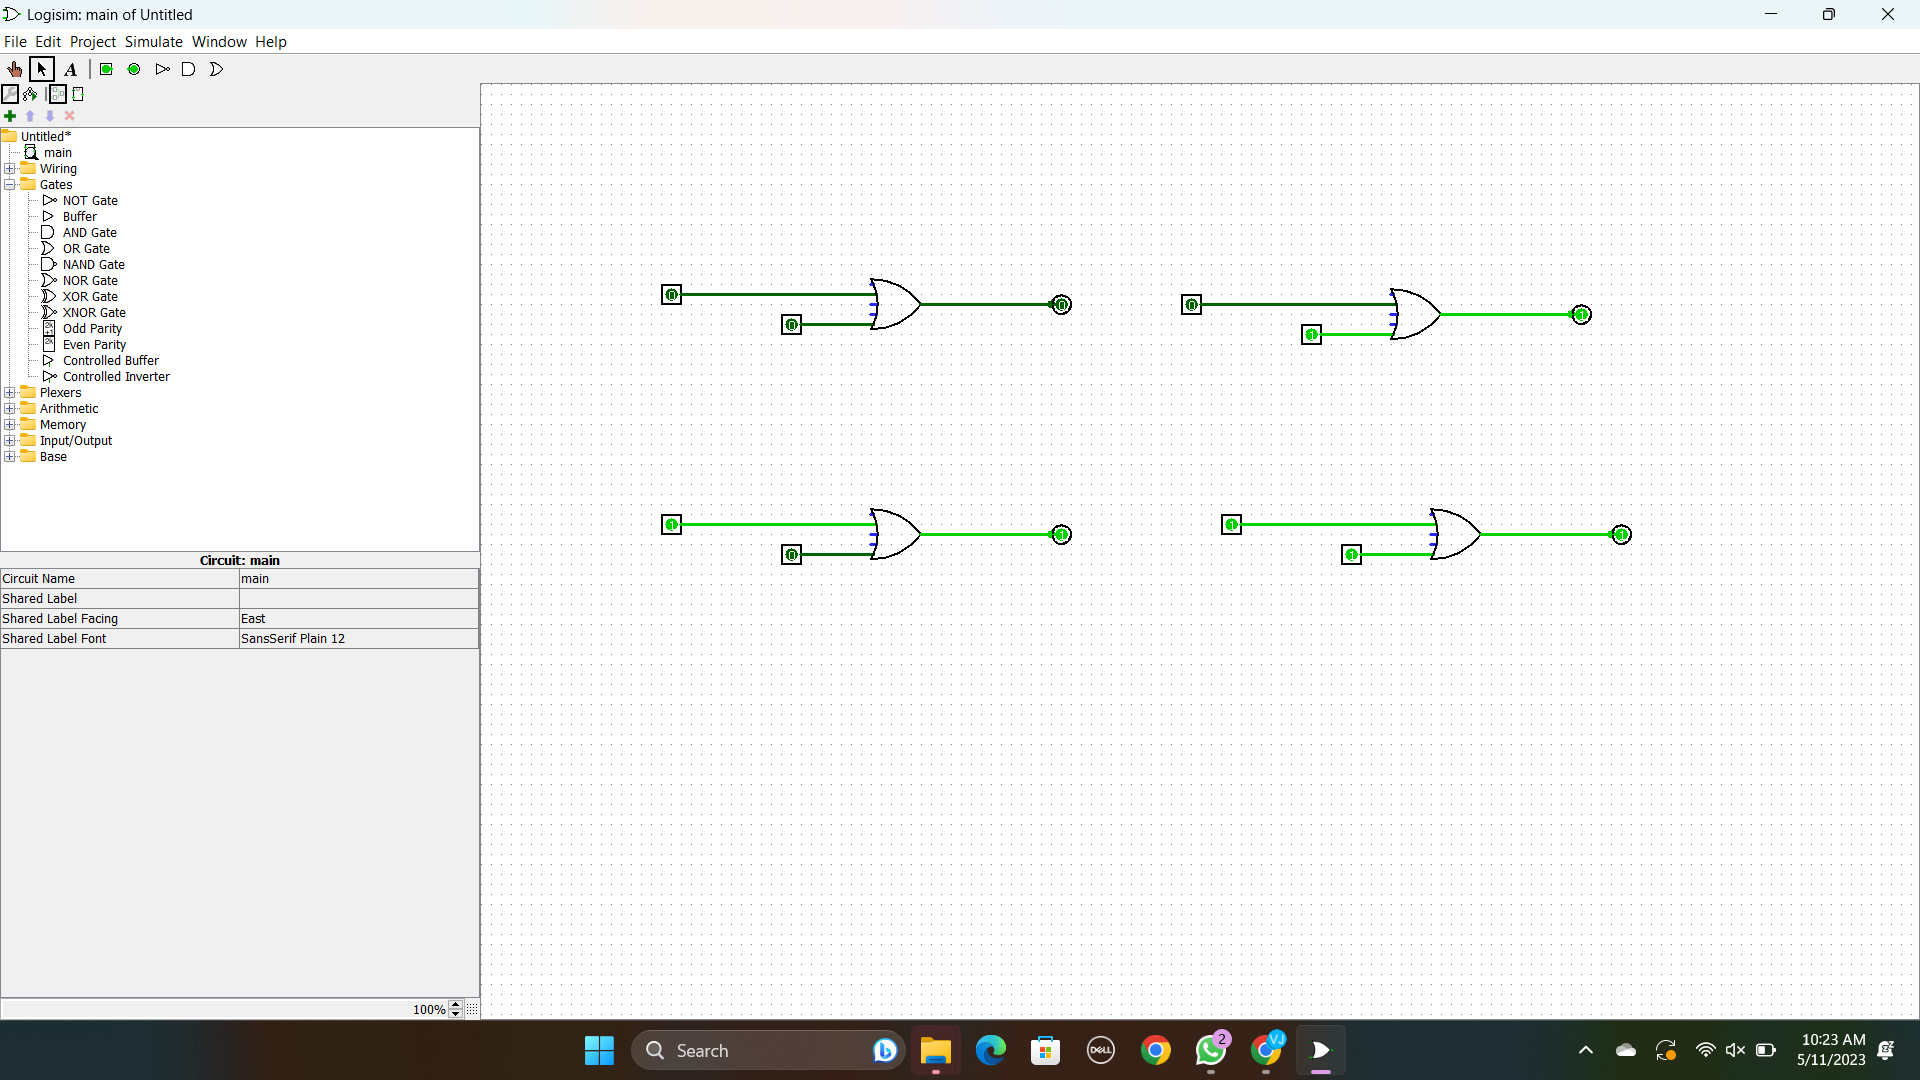 Logisim: main of Untitled
File Edit Project Simulate Window Help
A
Untitled*
main
Wiring
Gates
NOT Gate
Buffer
AND Gate
OR Gate
NAND Gate
NOR Gate
XOR Gate
XNOR Gate
Odd Parity
Even Parity
Controlled Buffer
Controlled Inverter
Plexers
Arithmetic
Memory
Input/Output
Base
Circuit: main
Circuit Name main
Shared Label
Shared Label Facing East
Shared Label Font SansSerif Plain 12
100%
0 0 0
0 1 1
1 0 1
1 1 1
Search
DELL
2
VJ
10:23 AM
5/11/2023